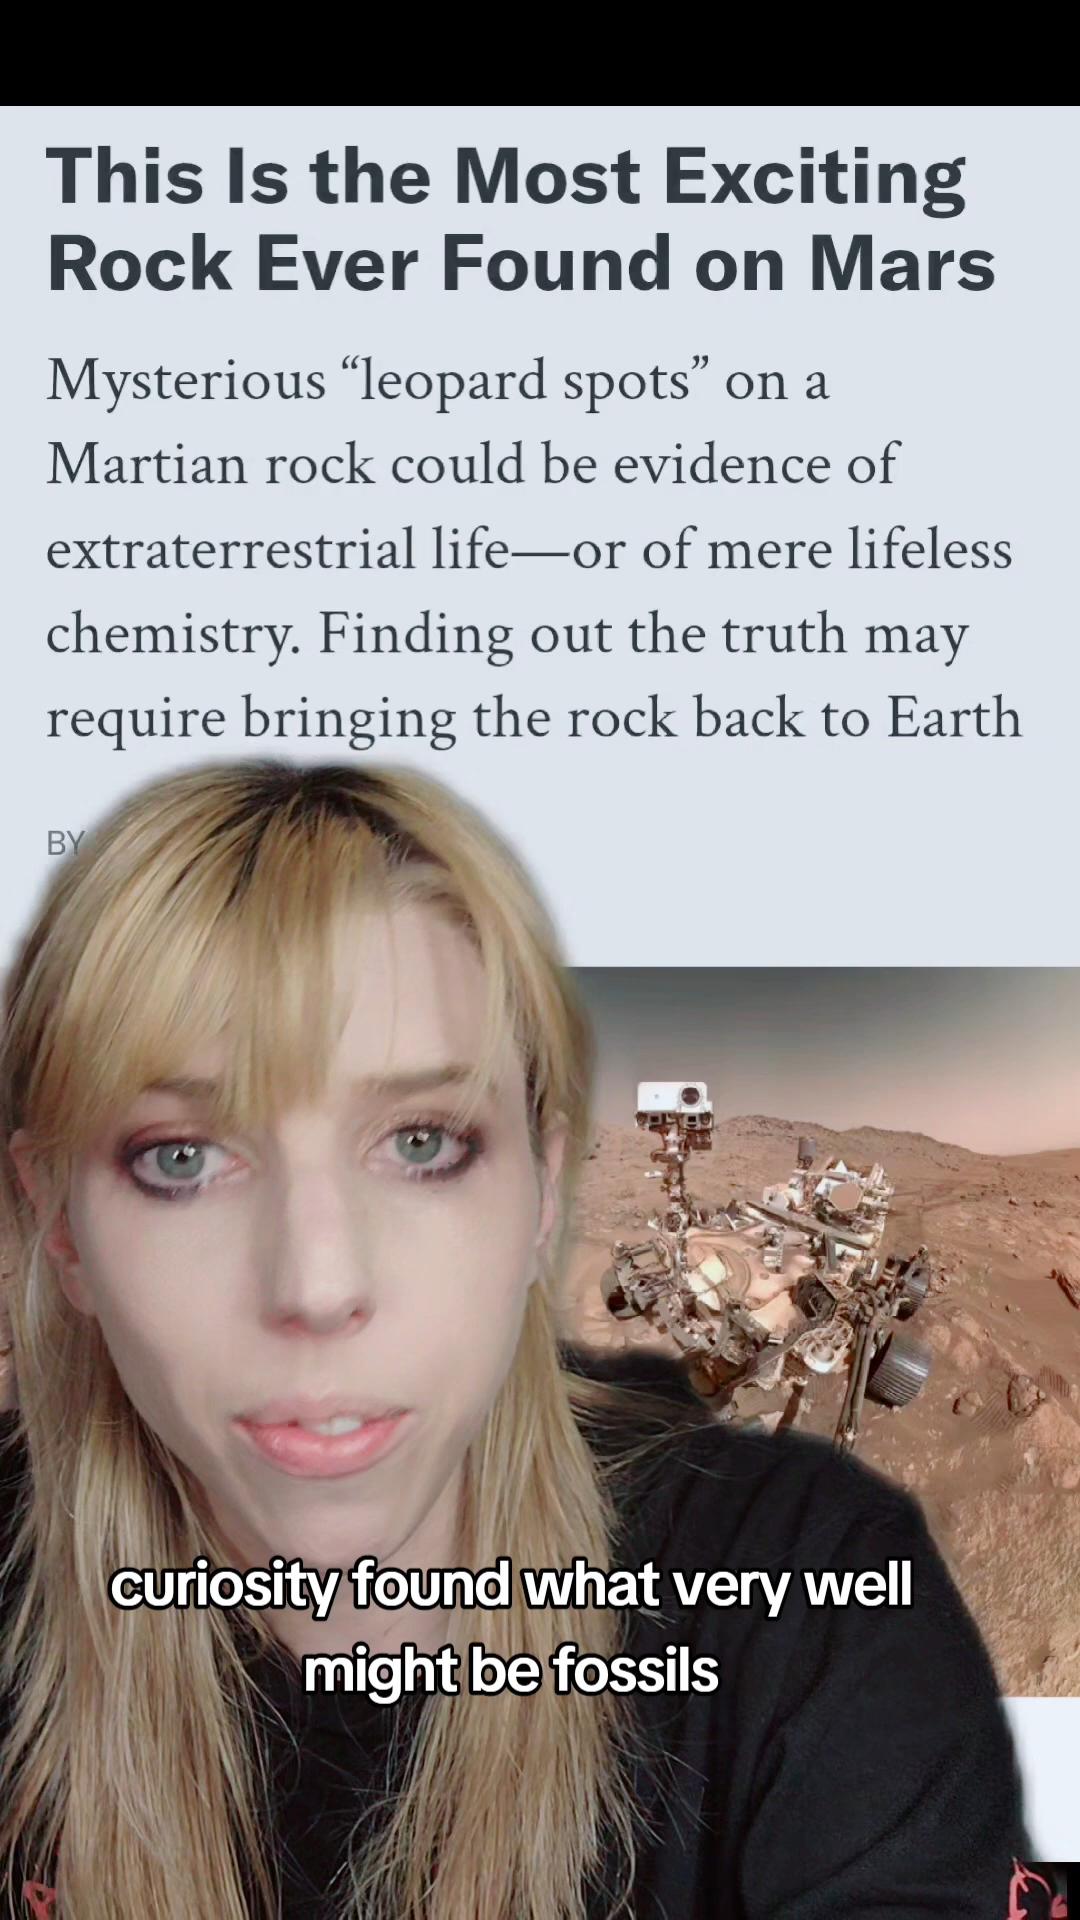 This Is the Most Exciting
Rock Ever Found on Mars
Mysterious “leopard spots” on a
Martian rock could be evidence of
extraterrestrial life—or of mere lifeless
chemistry. Finding out the truth may
require bringing the rock back to Earth
BY
curiosity found what very well
might be fossils